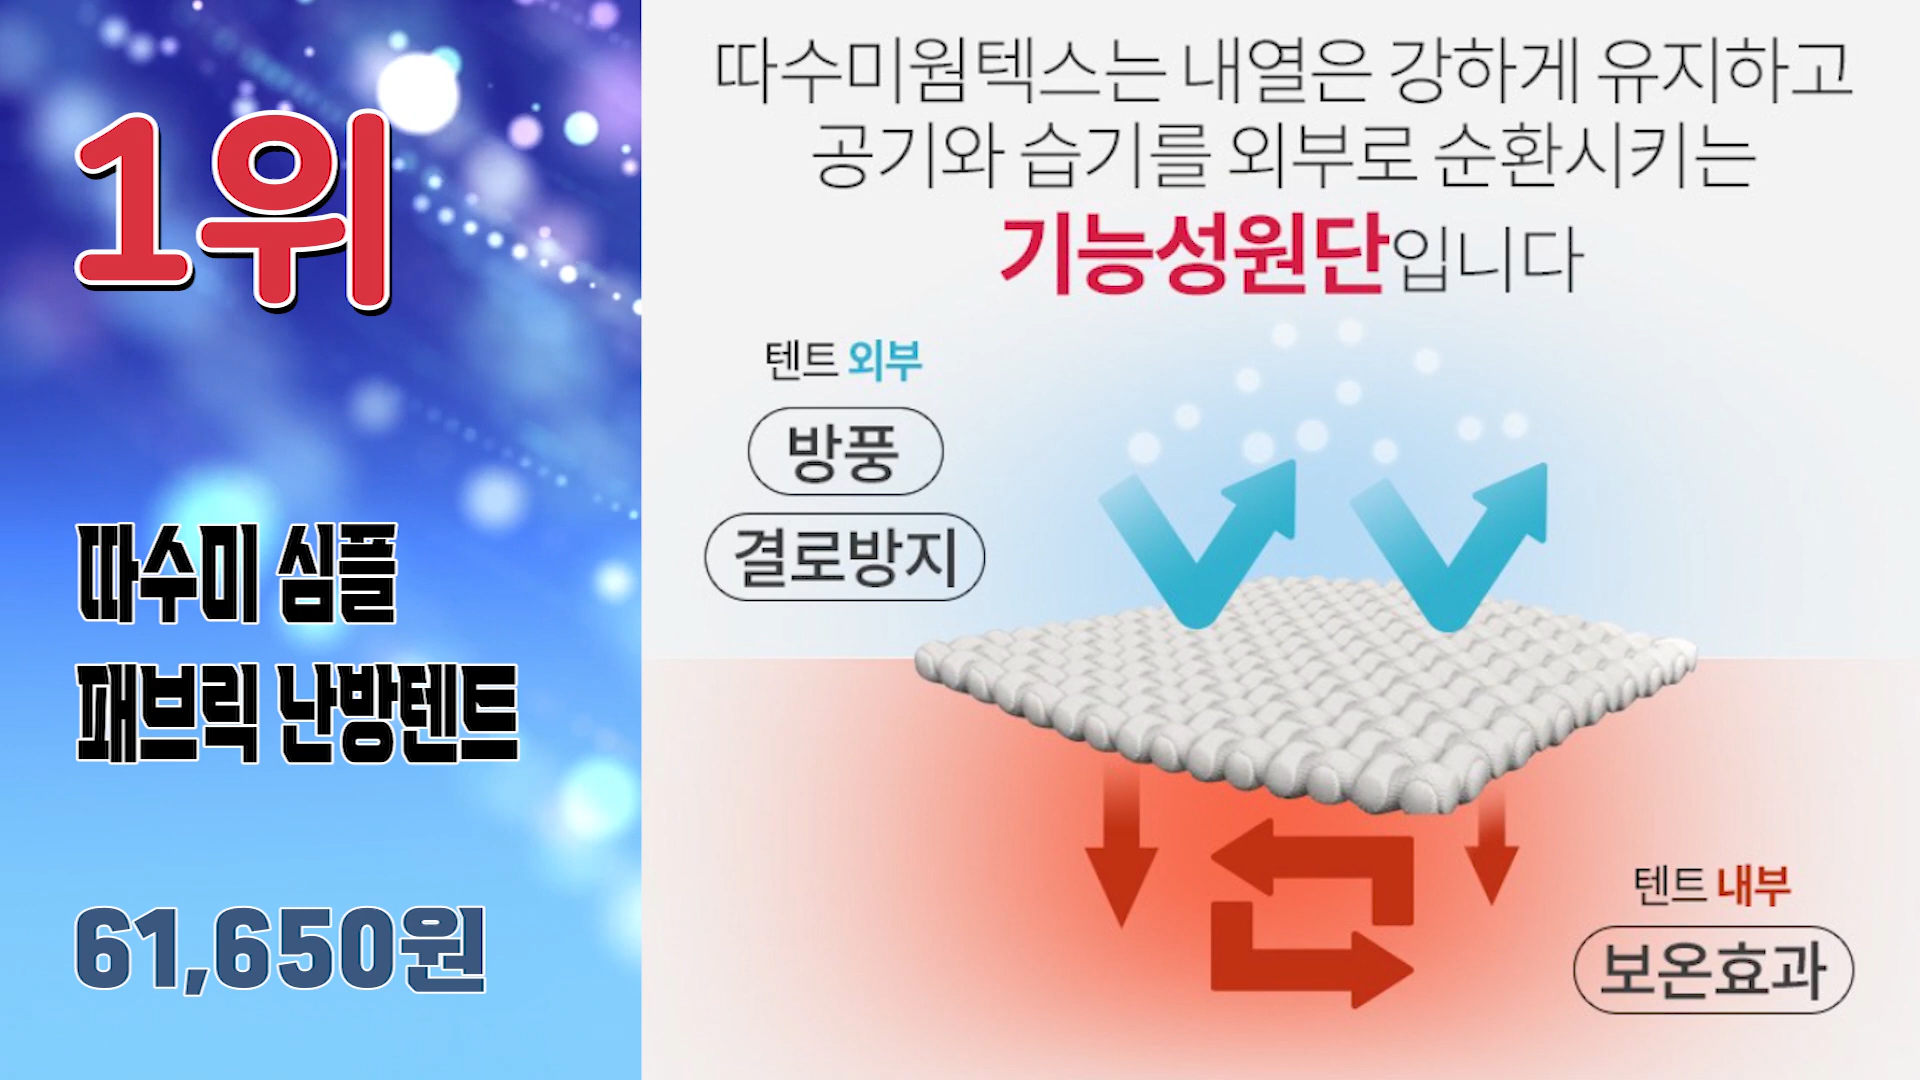 1위
따수미 심플
패브릭 난방텐트
61,650원
따수미웜텍스는 내열은 강하게 유지하고
공기와 습기를 외부로 순환시키는
기능성원단입니다
텐트 외부
방풍
결로방지
텐트 내부
보온효과